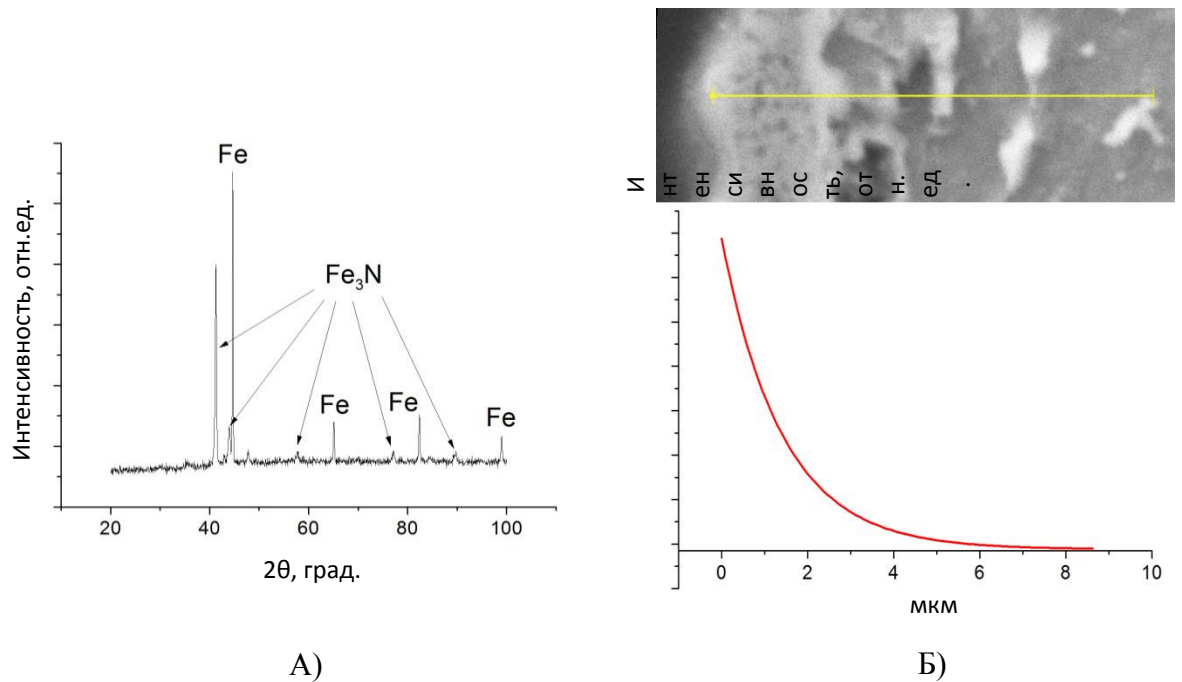 Fe
Fe₃N
Fe
Fe
Fe
Интенсивность, отн.ед.
20 40 60 80 100
2θ, град.
А)
И нт ен си вн ос ть, от н. ед .
0 2 4 6 8 10
мкм
Б)